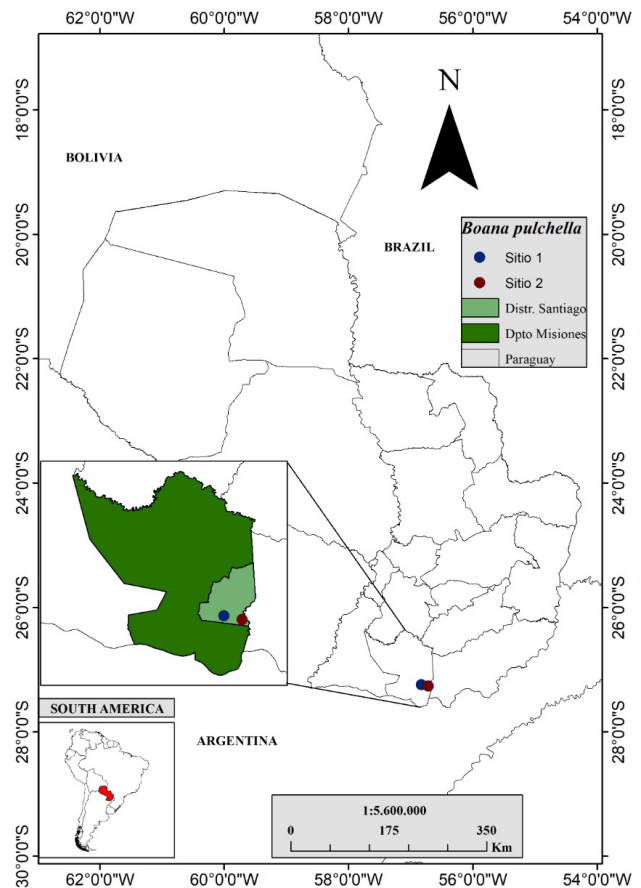 62°0'0"W
60°0'0"W
58°0'0"W
56°0'0"W
54°0'0"W
18°0'0"S
18°0'0"S
N
BOLIVIA
BRAZIL
Boana pulchella
Sitio 1
Sitio 2
Distr. Santiago
Dpto Misiones
Paraguay
20°0'0"S
20°0'0"S
22°0'0"S
22°0'0"S
24°0'0"S
24°0'0"S
26°0'0"S
26°0'0"S
28°0'0"S
28°0'0"S
SOUTH AMERICA
ARGENTINA
1:5.600.000
0 175 350
Km
30°0'0"S
30°0'0"S
62°0'0"W
60°0'0"W
58°0'0"W
56°0'0"W
54°0'0"W